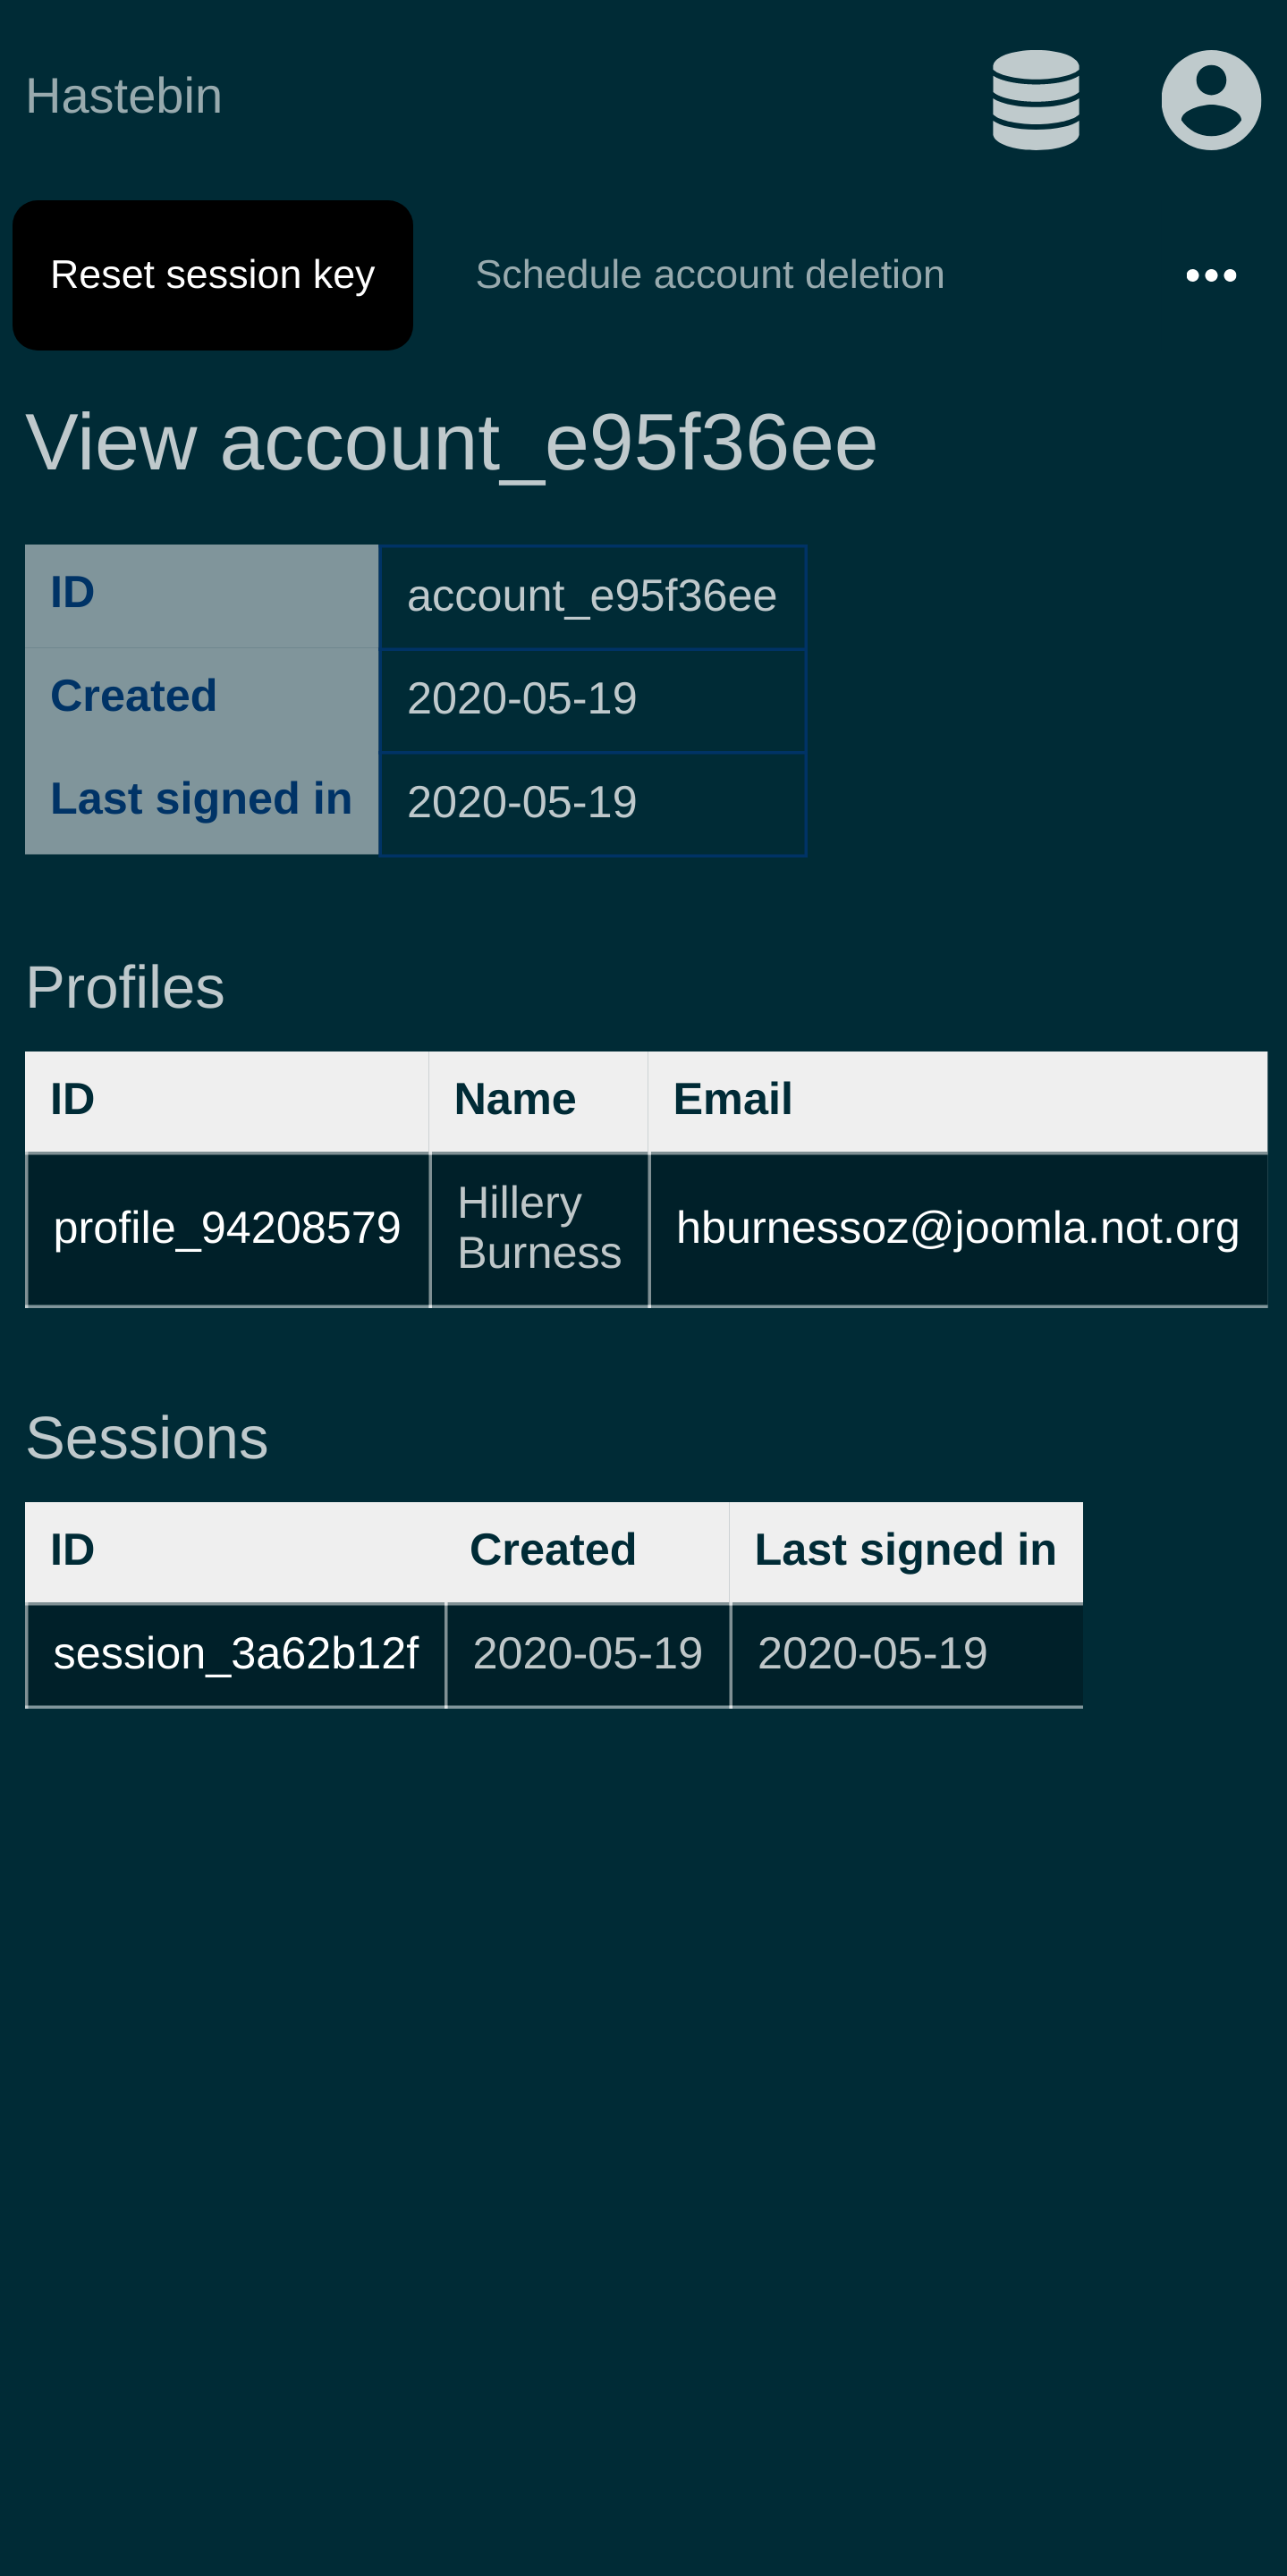 Hastebin
Reset session key
Schedule account deletion
View account_e95f36ee
ID account_e95f36ee
Created 2020-05-19
Last signed in 2020-05-19
Profiles
ID Name Email
profile_94208579 Hillery Burness hburnessoz@joomla.not.org
Sessions
ID Created Last signed in
session_3a62b12f 2020-05-19 2020-05-19